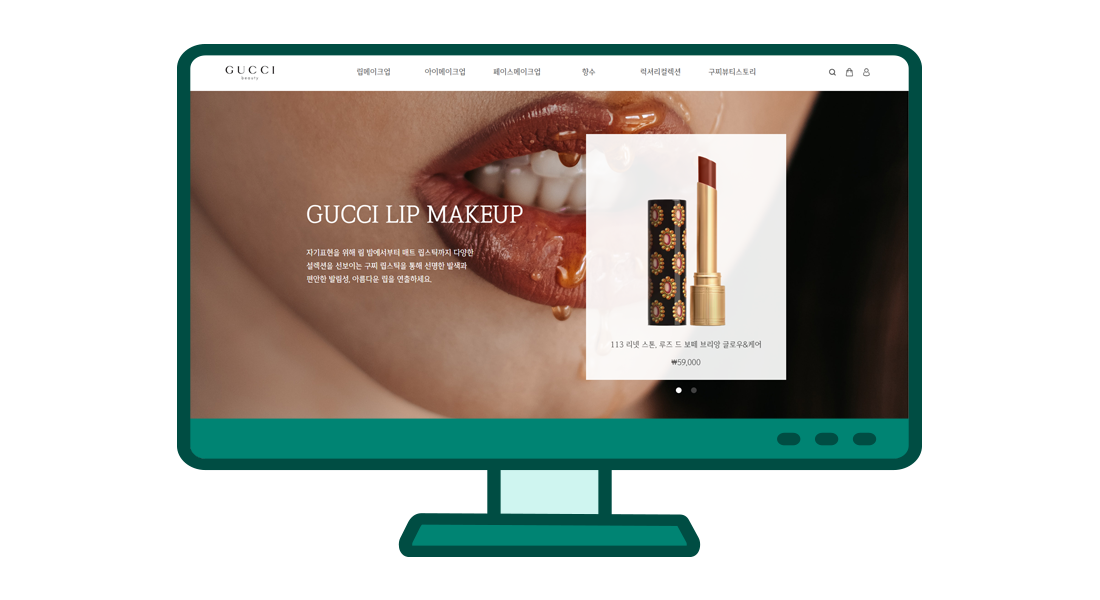 GUCCI
beauty
립메이크업 아이메이크업 페이스메이크업 향수 럭셔리컬렉션 구찌뷰티스토리
GUCCI LIP MAKEUP
자기표현을 위해 립 밤에서부터 매트 립스틱까지 다양한
셀렉션을 선보이는 구찌 립스틱을 통해 선명한 발색과
편안한 발림성, 아름다운 립을 연출하세요.
113 리넷 스톤, 루즈 드 보떼 브리앙 글로우&케어
₩59,000